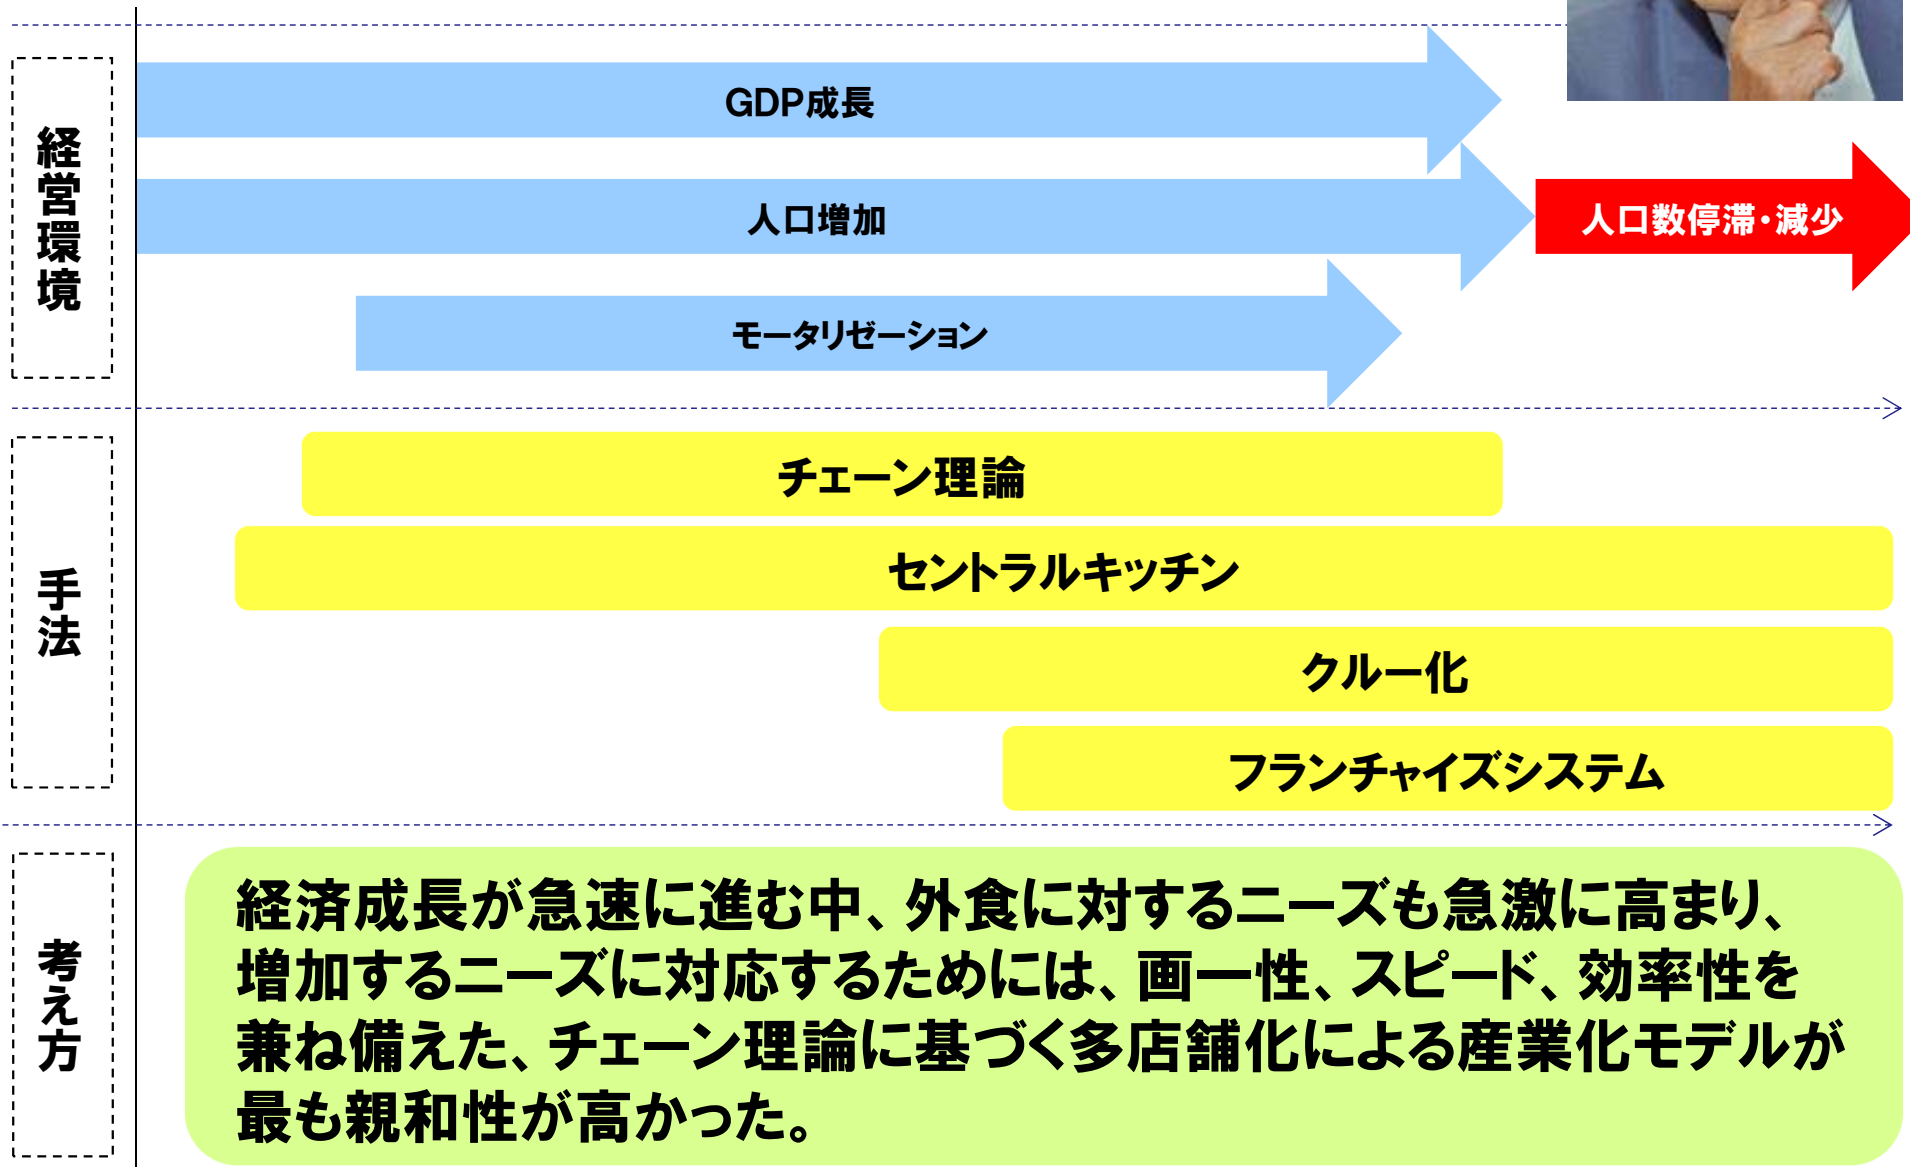 経営環境
GDP成長
人口増加
人口数停滞・減少
モータリゼーション
手法
チェーン理論
セントラルキッチン
クルー化
フランチャイズシステム
考え方
経済成長が急速に進む中、外食に対するニーズも急激に高まり、
増加するニーズに対応するためには、画一性、スピード、効率性を
兼ね備えた、チェーン理論に基づく多店舗化による産業化モデルが
最も親和性が高かった。